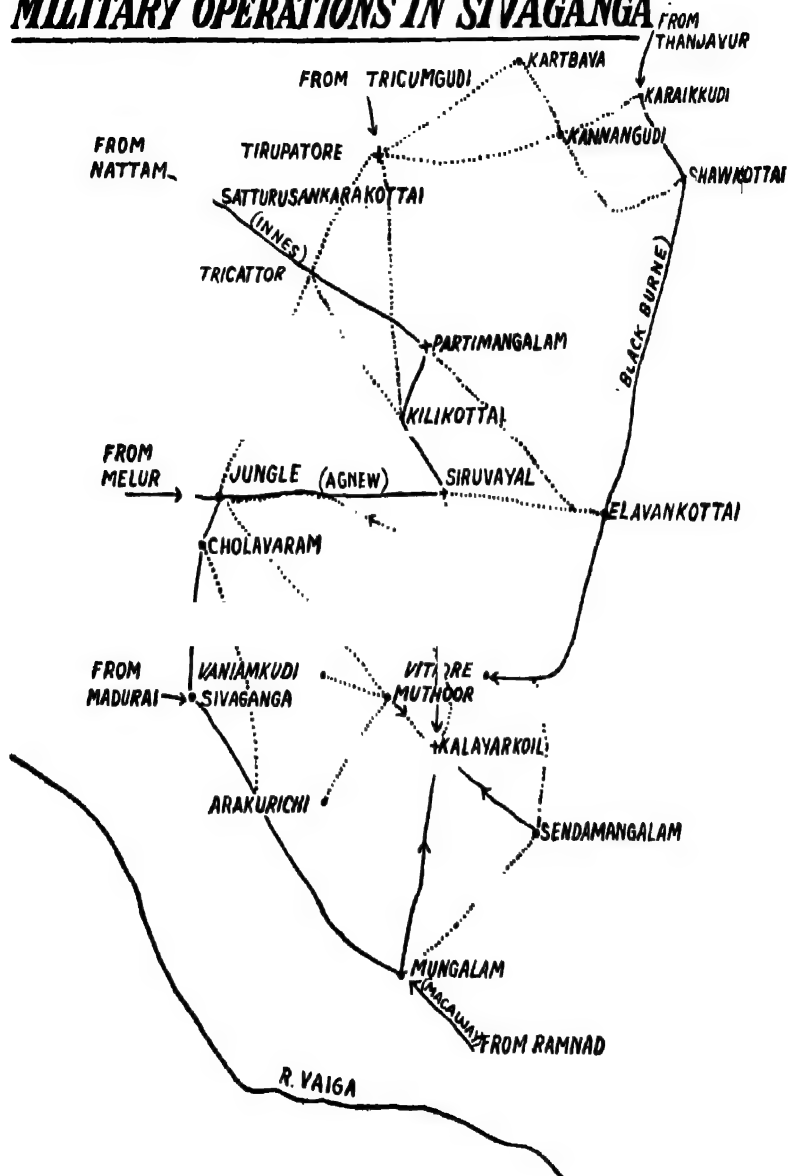 MILITARY OPERATIONS IN SIVAGANGA
FROM
THANJAVUR
KARTBAVA
FROM TRICUMGUDI
KARAIKKUDI
KANNANGUDI
FROM
NATTAM
TIRUPATORE
SHAWKOTTAI
SATTURUSANKARAKOTTAI
(INNES)
TRICATTOR
PARTIMANGALAM
(BLACK BURNE)
KILIKOTTAI
FROM
MELUR
JUNGLE
(AGNEW)
SIRUVAYAL
ELAVANKOTTAI
CHOLAVARAM
FROM
MADURAI
VANIAMKUDI
SIVAGANGA
MUTHOOR
KALAYARKOIL
ARAKURICHI
SENDAMANGALAM
MUNGALAM
FROM RAMNAD
R. VAIGA